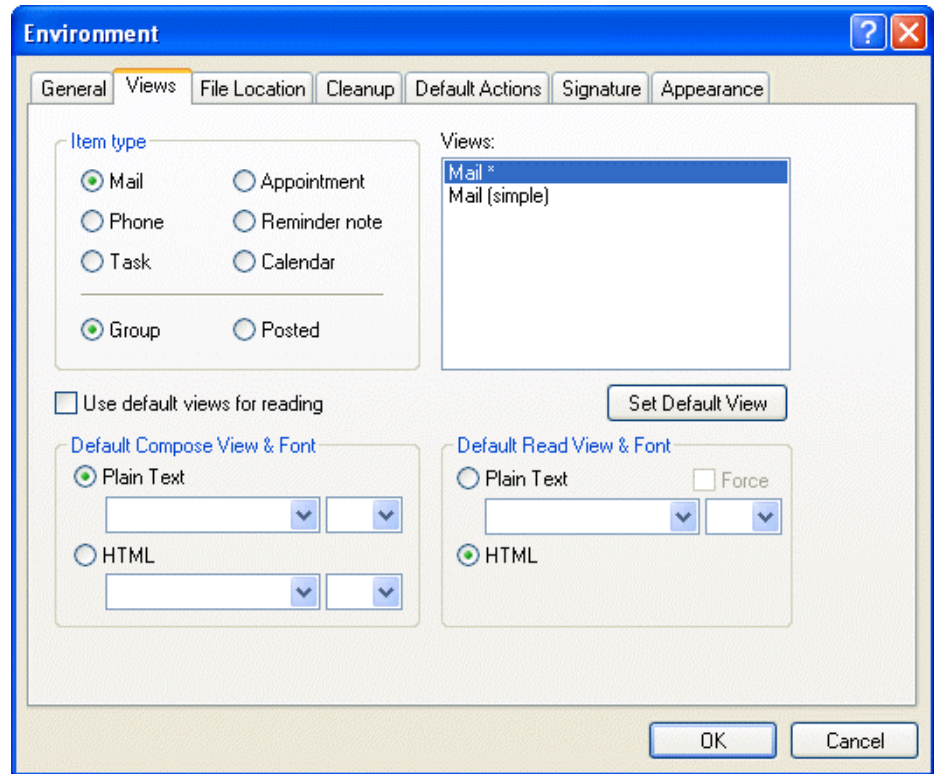 Environment
General Views File Location Cleanup Default Actions Signature Appearance
Item type
Mail Appointment
Phone Reminder note
Task Calendar
Group Posted
Views:
Mail *
Mail (simple)
Use default views for reading
Set Default View
Default Compose View & Font
Plain Text
HTML
Default Read View & Font
Plain Text Force
HTML
OK Cancel